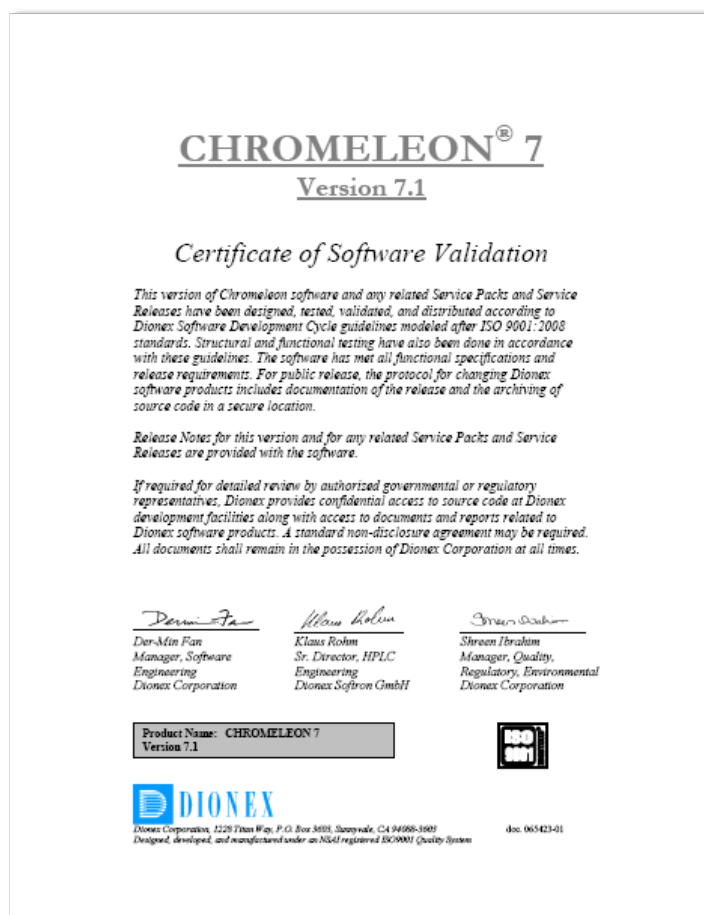 CHROMELEON® 7
Version 7.1
Certificate of Software Validation
This version of Chromeleon software and any related Service Packs and Service
Releases have been designed, tested, validated, and distributed according to
Dionex Software Development Cycle guidelines modeled after ISO 9001:2008
standards. Structural and functional testing have also been done in accordance
with these guidelines. The software has met all functional specifications and
release requirements. For public release, the protocol for changing Dionex
software products includes documentation of the release and the archiving of
source code in a secure location.
Release Notes for this version and for any related Service Packs and Service
Releases are provided with the software.
If required for detailed review by authorized governmental or regulatory
representatives, Dionex provides confidential access to source code at Dionex
development facilities along with access to documents and reports related to
Dionex software products. A standard non-disclosure agreement may be required.
All documents shall remain in the possession of Dionex Corporation at all times.
Der-Min Fan
Manager, Software
Engineering
Dionex Corporation
Klaus Rohm
Sr. Director, HPLC
Engineering
Dionex Softron GmbH
Shreen Ibrahim
Manager, Quality,
Regulatory, Environmental
Dionex Corporation
Product Name: CHROMELEON 7
Version 7.1
ISO
9001
DIONEX
Dionex Corporation, 1228 Titan Way, P.O. Box 3603, Sunnyvale, CA 94088-3603
Designed, developed, and manufactured under an NSAI registered ISO9001 Quality System
doc. 065423-01